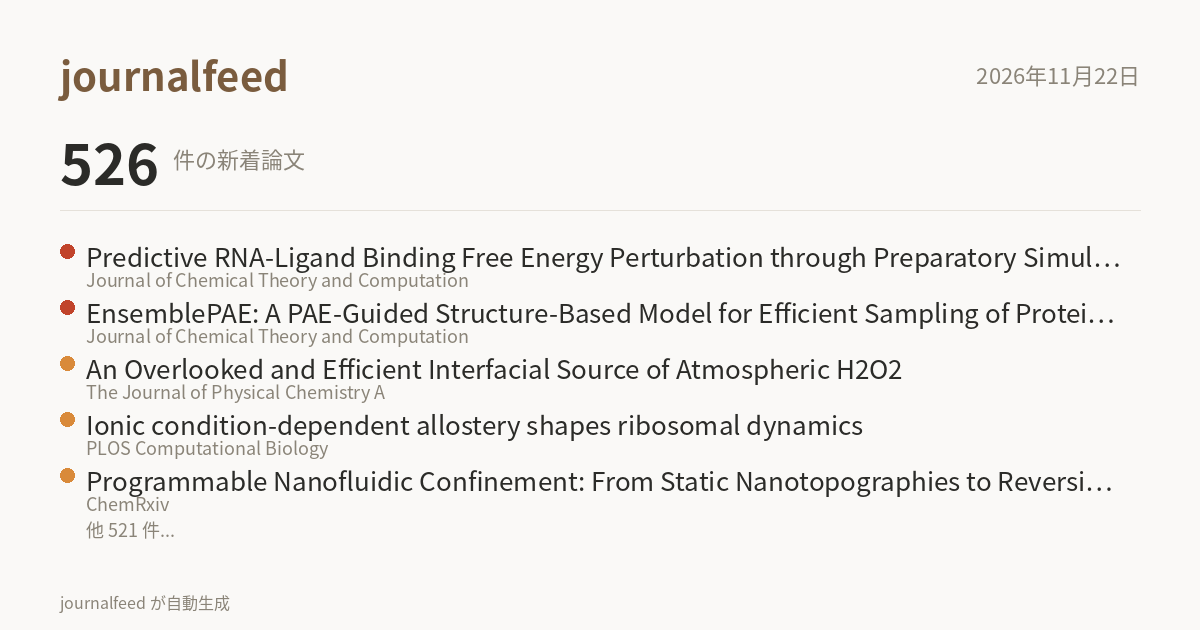 journalfeed
2026年11月22日
526 件の新着論文
Predictive RNA-Ligand Binding Free Energy Perturbation through Preparatory Simul…
Journal of Chemical Theory and Computation
EnsemblePAE: A PAE-Guided Structure-Based Model for Efficient Sampling of Protei…
Journal of Chemical Theory and Computation
An Overlooked and Efficient Interfacial Source of Atmospheric H2O2
The Journal of Physical Chemistry A
Ionic condition-dependent allostery shapes ribosomal dynamics
PLOS Computational Biology
Programmable Nanofluidic Confinement: From Static Nanotopographies to Reversi…
ChemRxiv
他 521 件...
journalfeed が自動生成